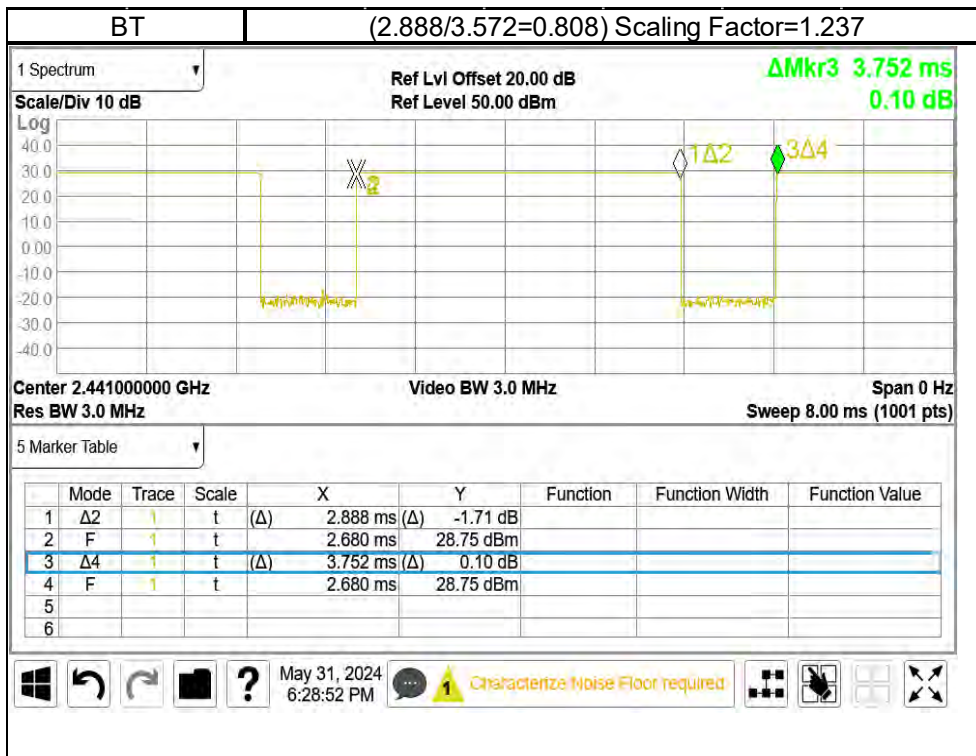 BT (2.888/3.572=0.808) Scaling Factor=1.237
1 Spectrum ▼ Ref Lvl Offset 20.00 dB ΔMkr3 3.752 ms
Scale/Div 10 dB Ref Level 50.00 dBm 0.10 dB
Log
40.0
30.0
20.0
10.0
0.00
-10.0
-20.0
-30.0
-40.0
1Δ2
3Δ4
Center 2.441000000 GHz Video BW 3.0 MHz Span 0 Hz
Res BW 3.0 MHz Sweep 8.00 ms (1001 pts)
5 Marker Table ▼
Mode Trace Scale X Y Function Function Width Function Value
1 Δ2 1 t (Δ) 2.888 ms (Δ) -1.71 dB
2 F 1 t 2.680 ms 28.75 dBm
3 Δ4 1 t (Δ) 3.752 ms (Δ) 0.10 dB
4 F 1 t 2.680 ms 28.75 dBm
5
6
? May 31, 2024 1 Characterize Noise Floor required
6:28:52 PM